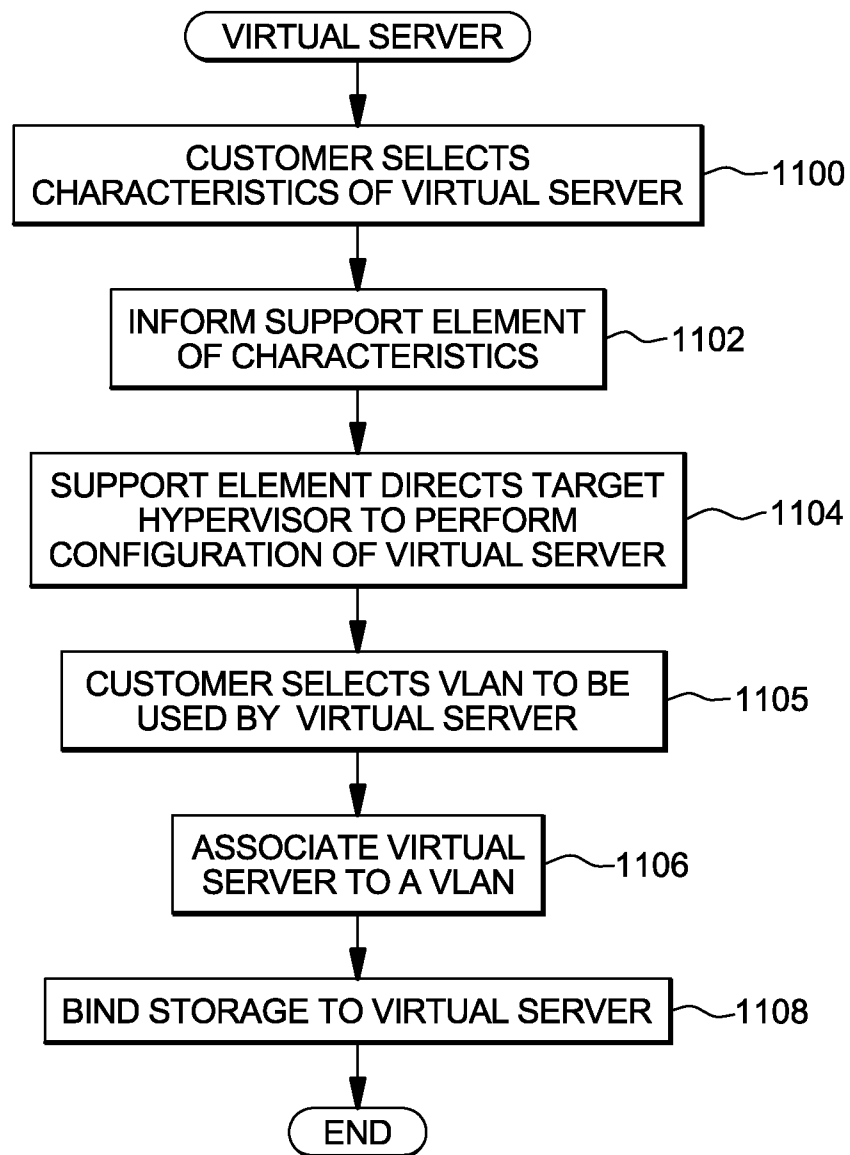 VIRTUAL SERVER
CUSTOMER SELECTS
CHARACTERISTICS OF VIRTUAL SERVER
1100
INFORM SUPPORT ELEMENT
OF CHARACTERISTICS
1102
SUPPORT ELEMENT DIRECTS TARGET
HYPERVISOR TO PERFORM
CONFIGURATION OF VIRTUAL SERVER
1104
CUSTOMER SELECTS VLAN TO BE
USED BY VIRTUAL SERVER
1105
ASSOCIATE VIRTUAL
SERVER TO A VLAN
1106
BIND STORAGE TO VIRTUAL SERVER
1108
END